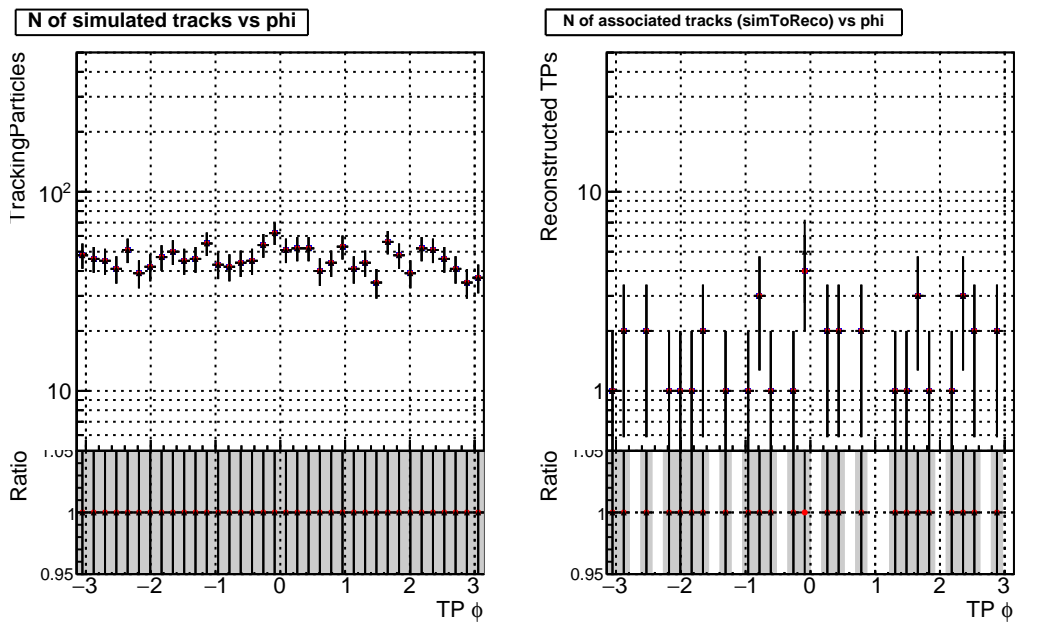 N of simulated tracks vs phi
TrackingParticles
10²
10
Ratio
1.05
1
0.95
−3 −2 −1 0 1 2 3
TP ϕ
N of associated tracks (simToReco) vs phi
Reconstructed TPs
10
1
Ratio
1.05
1
0.95
−3 −2 −1 0 1 2 3
TP ϕ